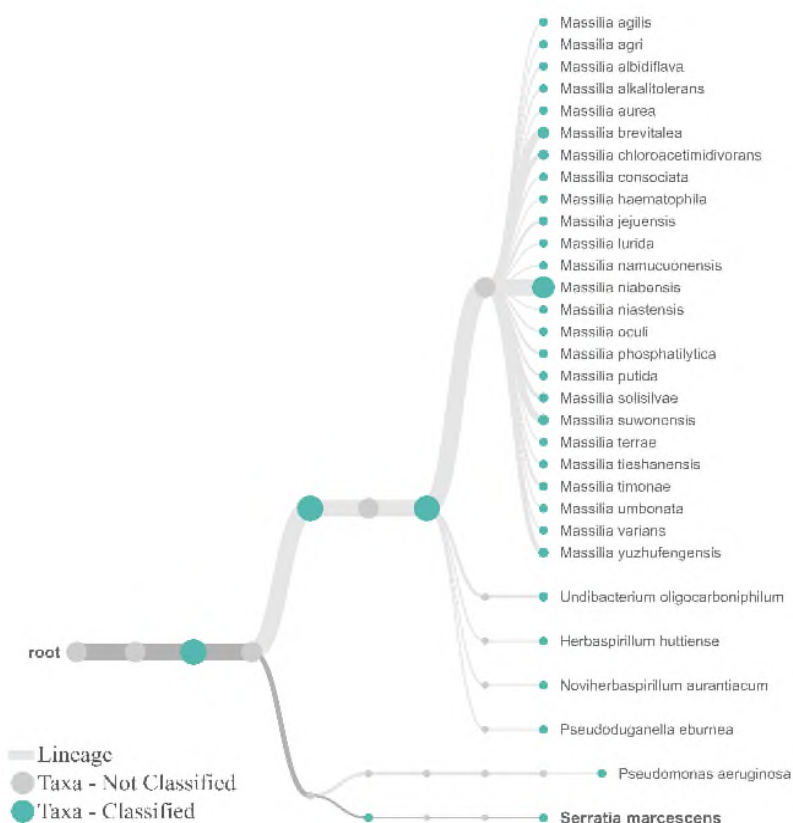 Massilia agilis
Massilia agri
Massilia albidiflava
Massilia alkalitolerans
Massilia aurea
Massilia brevitalea
Massilia chloroacetimidivorans
Massilia consociata
Massilia haematophila
Massilia jejuensis
Massilia lurida
Massilia namucuonensis
Massilia niabensis
Massilia niastensis
Massilia oculi
Massilia phosphatilytica
Massilia putida
Massilia solisilvae
Massilia suwonensis
Massilia terrae
Massilia tieshanensis
Massilia timonae
Massilia umbonata
Massilia varians
Massilia yuzhufengensis
Undibacterium oligocarboniphilum
Herbaspirillum huttiense
root
Noviherbaspirillum aurantiacum
Pseudoduganella eburnea
Lineage
Pseudomonas aeruginosa
Taxa - Not Classified
Taxa - Classified
Serratia marcescens